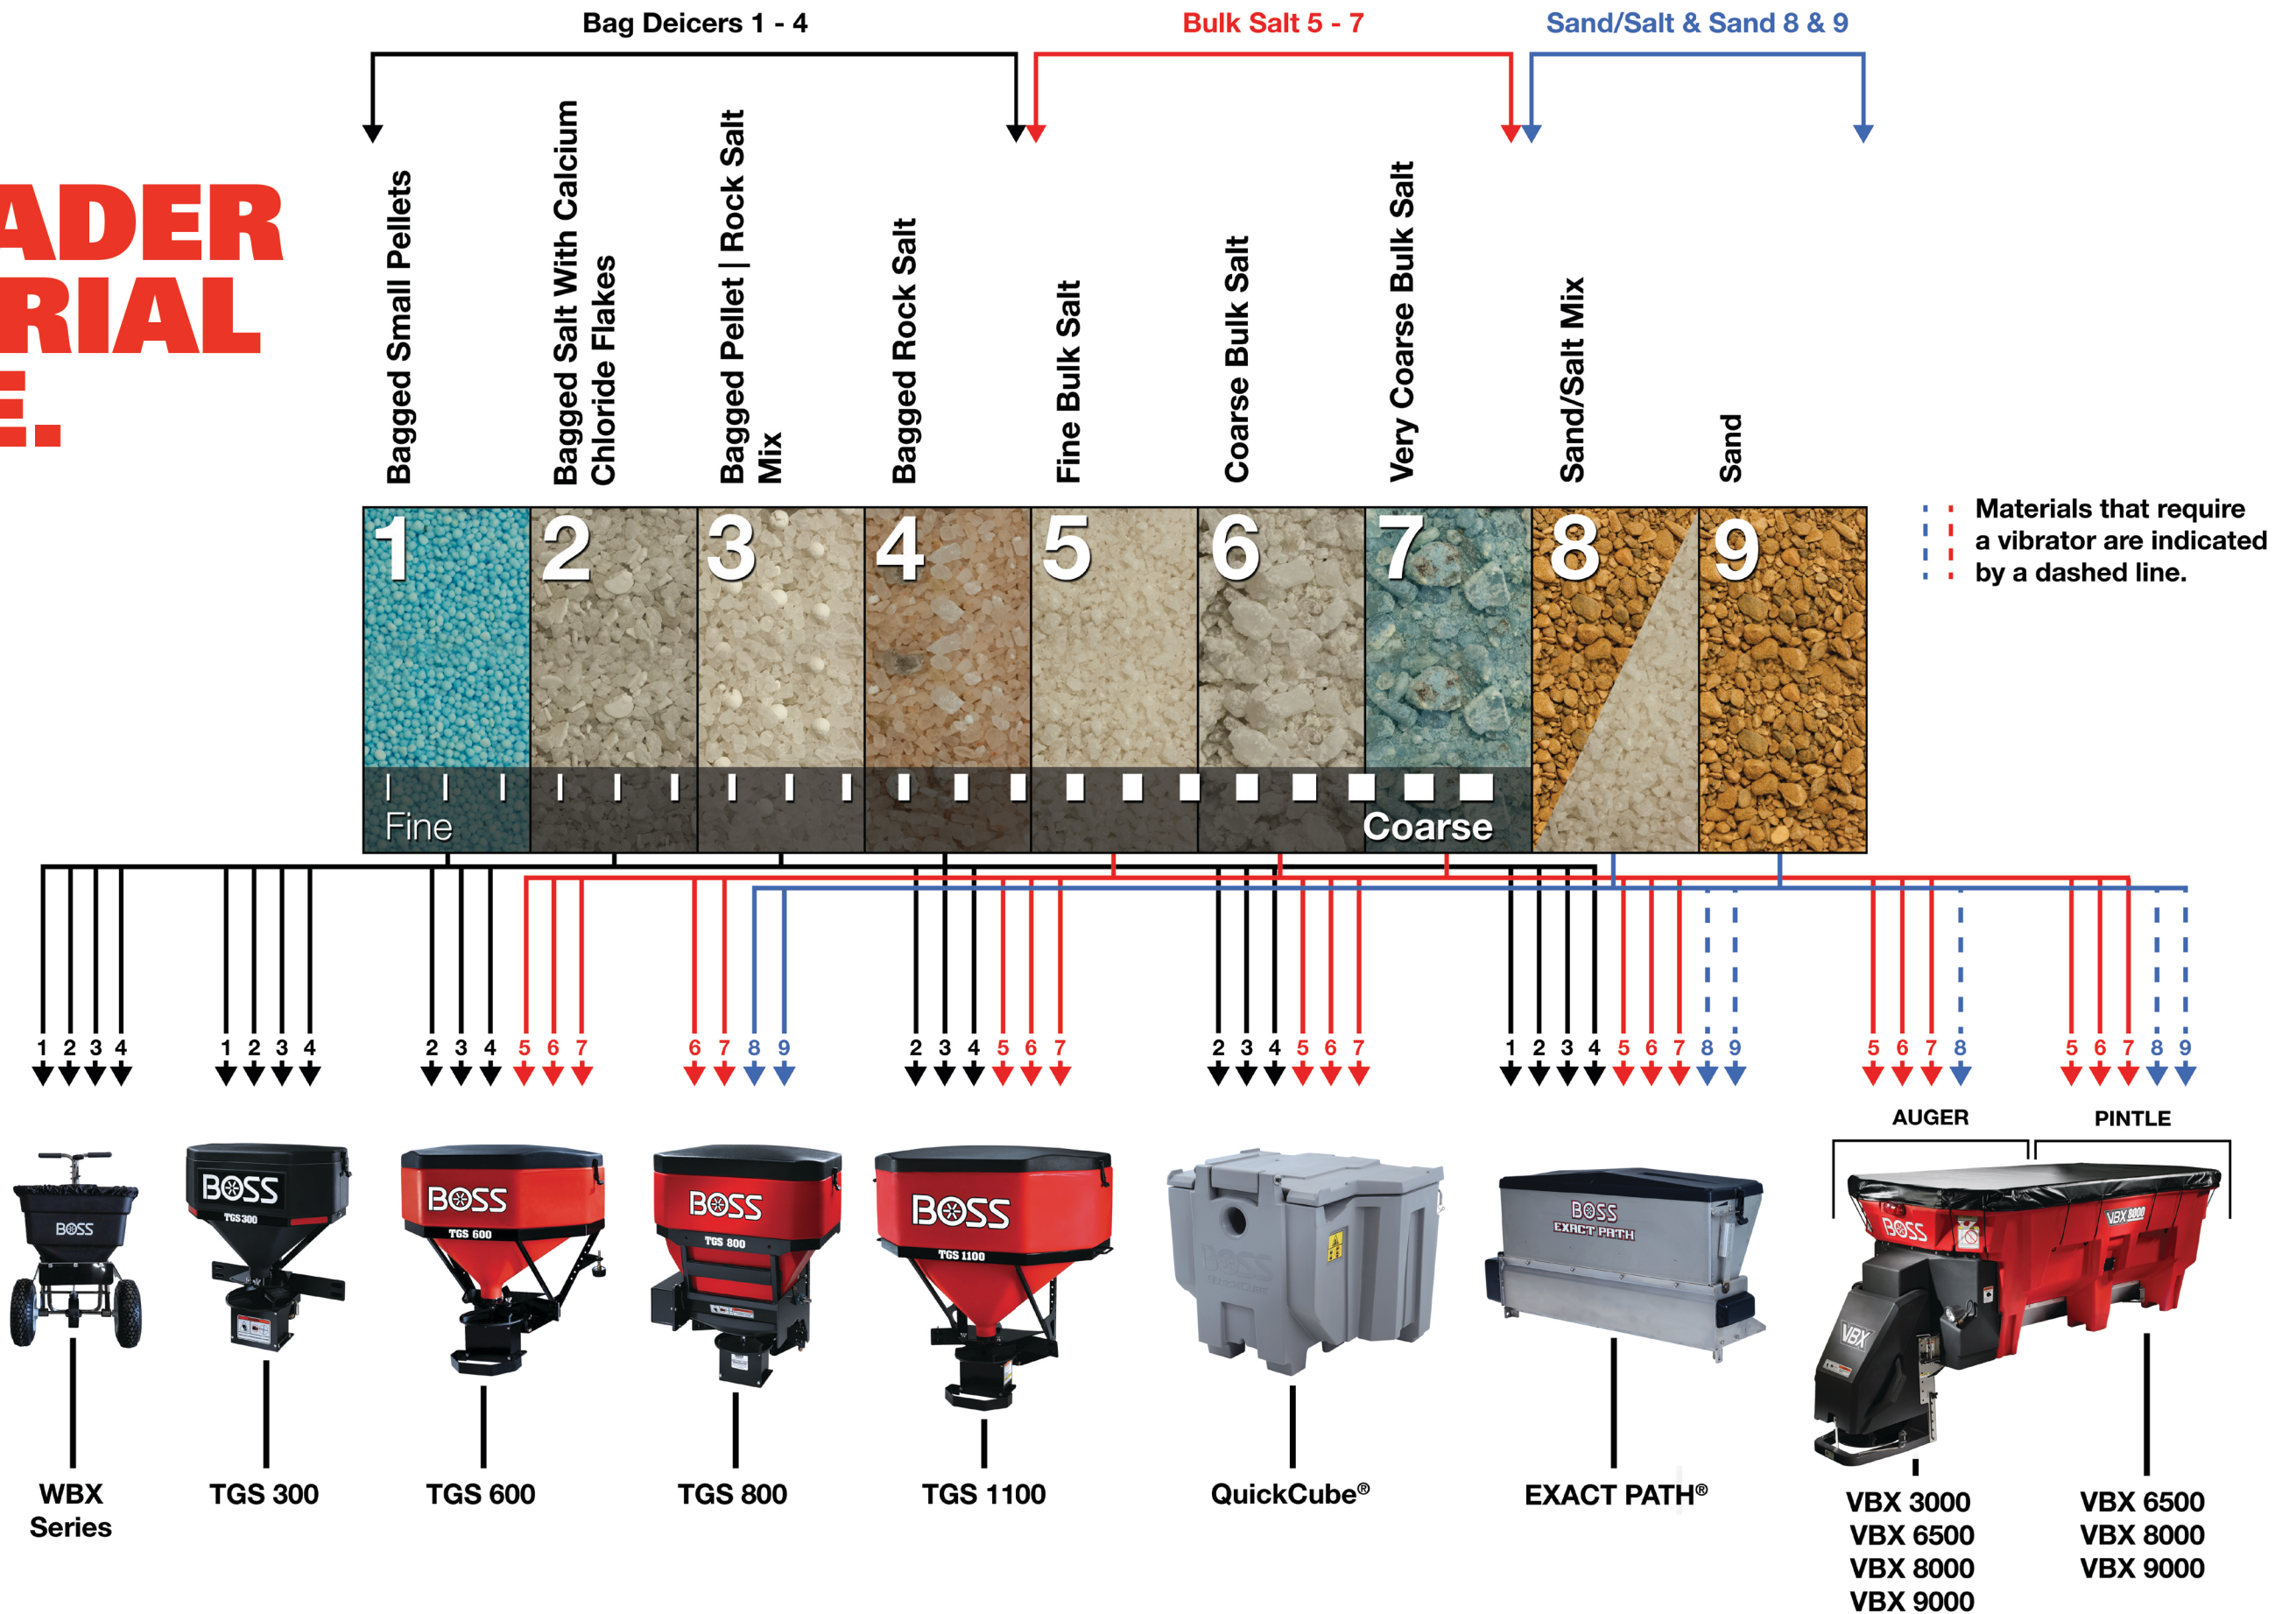 Bag Deicers 1 - 4
Bulk Salt 5 - 7
Sand/Salt & Sand 8 & 9
ADER
RIAL
E.
Bagged Small Pellets
Bagged Salt With Calcium
Chloride Flakes
Bagged Pellet | Rock Salt
Mix
Bagged Rock Salt
Fine Bulk Salt
Coarse Bulk Salt
Very Coarse Bulk Salt
Sand/Salt Mix
Sand
1 2 3 4 5 6 7 8 9
Materials that require
a vibrator are indicated
by a dashed line.
Fine
Coarse
1 2 3 4
1 2 3 4
2 3 4 5 6 7
6 7 8 9
2 3 4 5 6 7
2 3 4 5 6 7
1 2 3 4 5 6 7 8 9
5 6 7 8
5 6 7 8 9
AUGER
PINTLE
BOSS
BOSS
TGS 300
BOSS
TGS 600
BOSS
TGS 800
BOSS
TGS 1100
BOSS
BOSS
EXACT PATH
BOSS
VBX 8000
VBX
WBX
Series
TGS 300
TGS 600
TGS 800
TGS 1100
QuickCube®
EXACT PATH®
VBX 3000
VBX 6500
VBX 8000
VBX 9000
VBX 6500
VBX 8000
VBX 9000